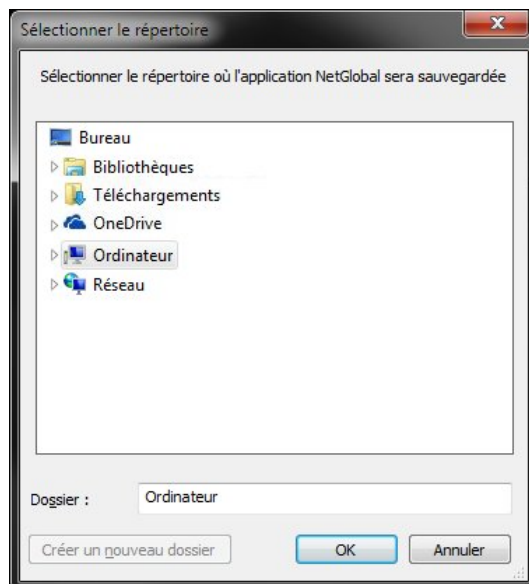 Sélectionner le répertoire
Sélectionner le répertoire où l'application NetGlobal sera sauvegardée
Bureau
Bibliothèques
Téléchargements
OneDrive
Ordinateur
Réseau
Dossier : Ordinateur
Créer un nouveau dossier OK Annuler